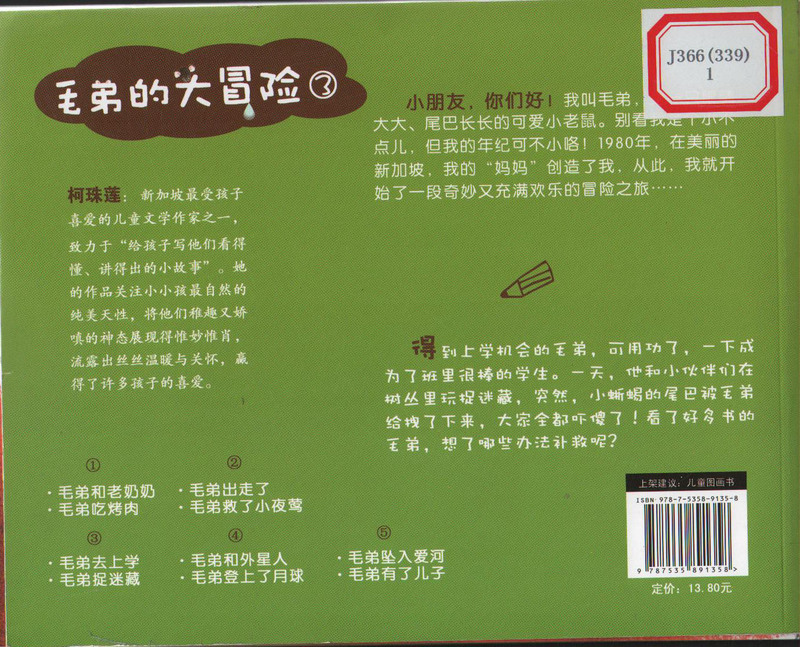 毛弟的大冒险③
J366(339)
1
小朋友，你们好！我叫毛弟，
大大、尾巴长长的可爱小老鼠。别看我是个小不
点儿，但我的年纪可不小咯！1980年，在美丽的
新加坡，我的“妈妈”创造了我，从此，我就开
始了一段奇妙又充满欢乐的冒险之旅……
柯珠莲：新加坡最受孩子
喜爱的儿童文学作家之一，
致力于“给孩子写他们看得
懂、讲得出的小故事”。她
的作品关注小小孩最自然的
纯美天性，将他们稚趣又娇
嗔的神态展现得惟妙惟肖，
流露出丝丝温暖与关怀，赢
得了许多孩子的喜爱。
得到上学机会的毛弟，可用功了，一下成
为了班里很棒的学生。一天，他和小伙伴们在
树丛里玩捉迷藏，突然，小蜥蜴的尾巴被毛弟
给拽了下来，大家全都吓傻了！看了好多书的
毛弟，想了哪些办法补救呢？
①
·毛弟和老奶奶
·毛弟吃烤肉
②
·毛弟出走了
·毛弟救了小夜莺
③
·毛弟去上学
·毛弟捉迷藏
④
·毛弟和外星人
·毛弟登上了月球
⑤
·毛弟坠入爱河
·毛弟有了儿子
上架建议：儿童图画书
ISBN 978-7-5358-9135-8
9 787535 891358 >
定价：13.80元